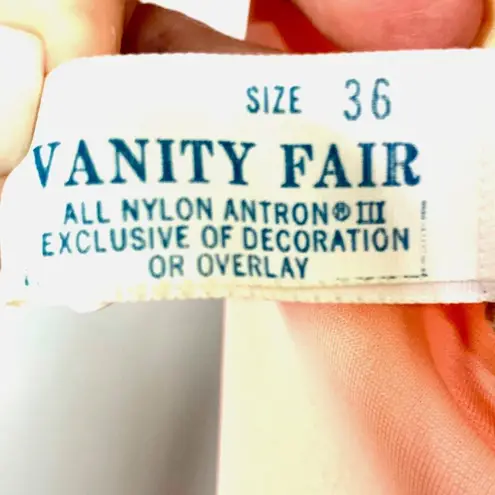 SIZE 36
VANITY FAIR
ALL NYLON ANTRON® III
EXCLUSIVE OF DECORATION
OR OVERLAY